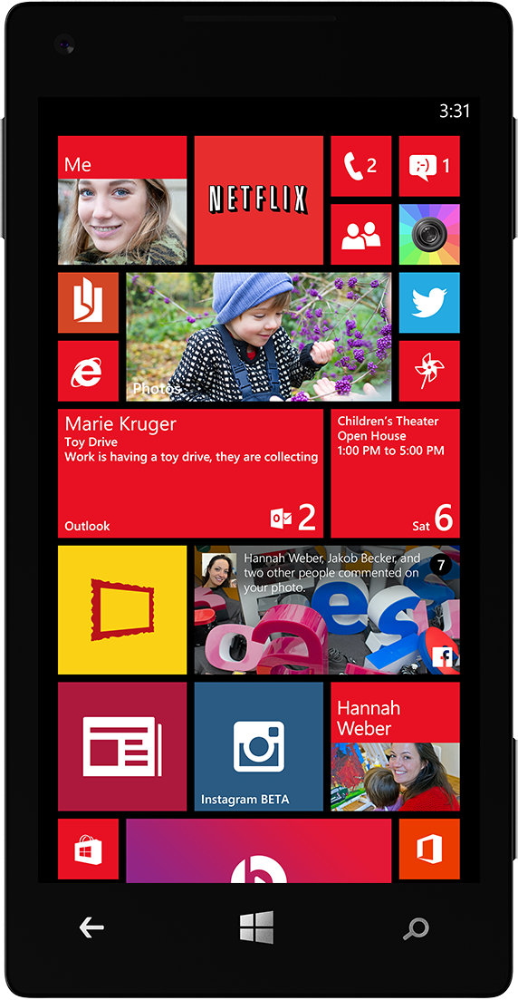 3:31
Me
NETFLIX
2
;-) 1
Photos
Marie Kruger
Toy Drive
Work is having a toy drive, they are collecting
Outlook
2
Children's Theater
Open House
1:00 PM to 5:00 PM
Sat 6
Hannah Weber, Jakob Becker, and
two other people commented on
your photo.
7
Instagram BETA
Hannah
Weber